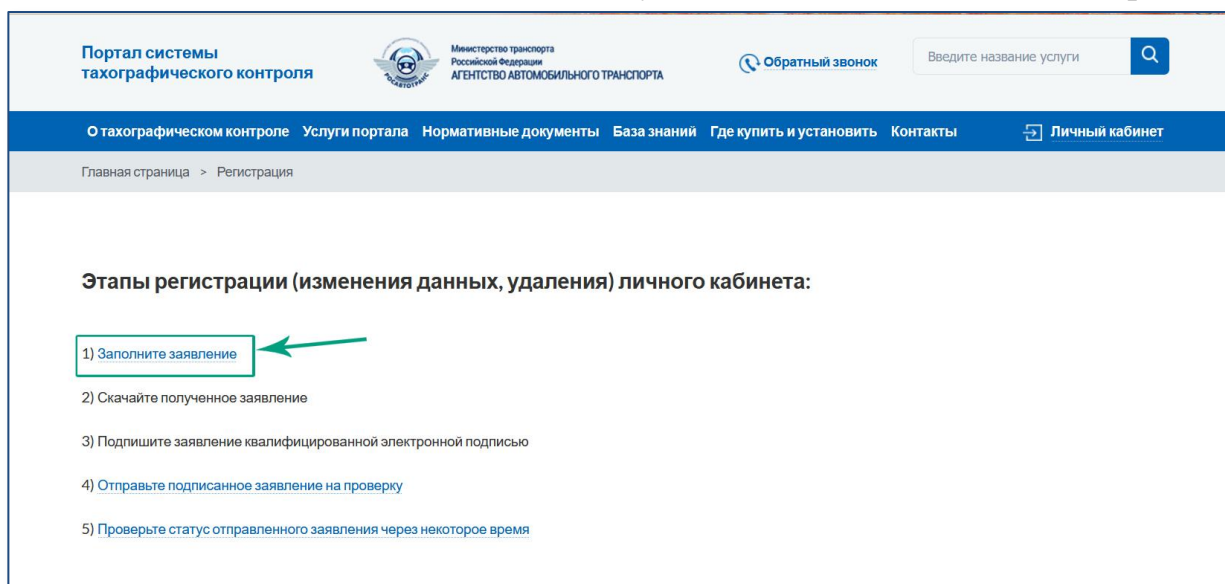 Портал системы
тахографического контроля
РОСАВТОТРАНС
Министерство транспорта
Российской Федерации
АГЕНТСТВО АВТОМОБИЛЬНОГО ТРАНСПОРТА
Обратный звонок
Введите название услуги
О тахографическом контроле Услуги портала Нормативные документы База знаний Где купить и установить Контакты Личный кабинет
Главная страница > Регистрация
Этапы регистрации (изменения данных, удаления) личного кабинета:
1) Заполните заявление
2) Скачайте полученное заявление
3) Подпишите заявление квалифицированной электронной подписью
4) Отправьте подписанное заявление на проверку
5) Проверьте статус отправленного заявления через некоторое время